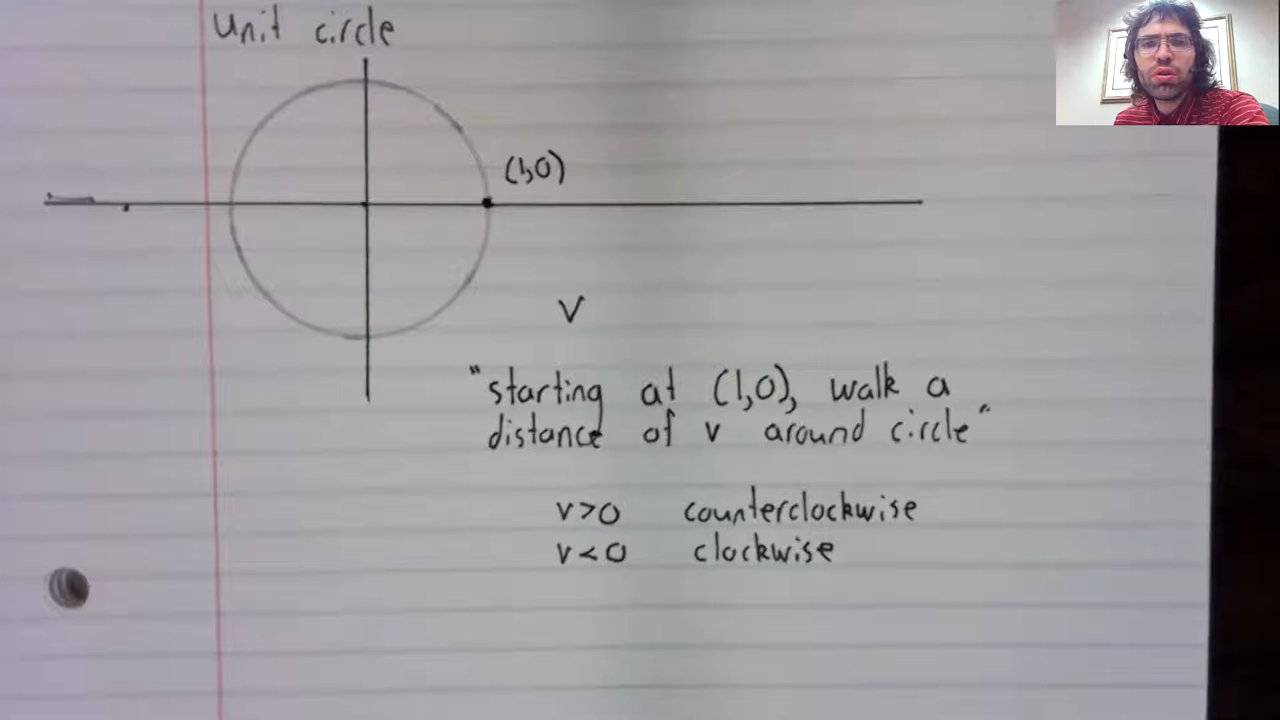 Unit circle
(1,0)
v
"starting at (1,0), walk a
distance of v around circle"
v>0 counterclockwise
v<0 clockwise